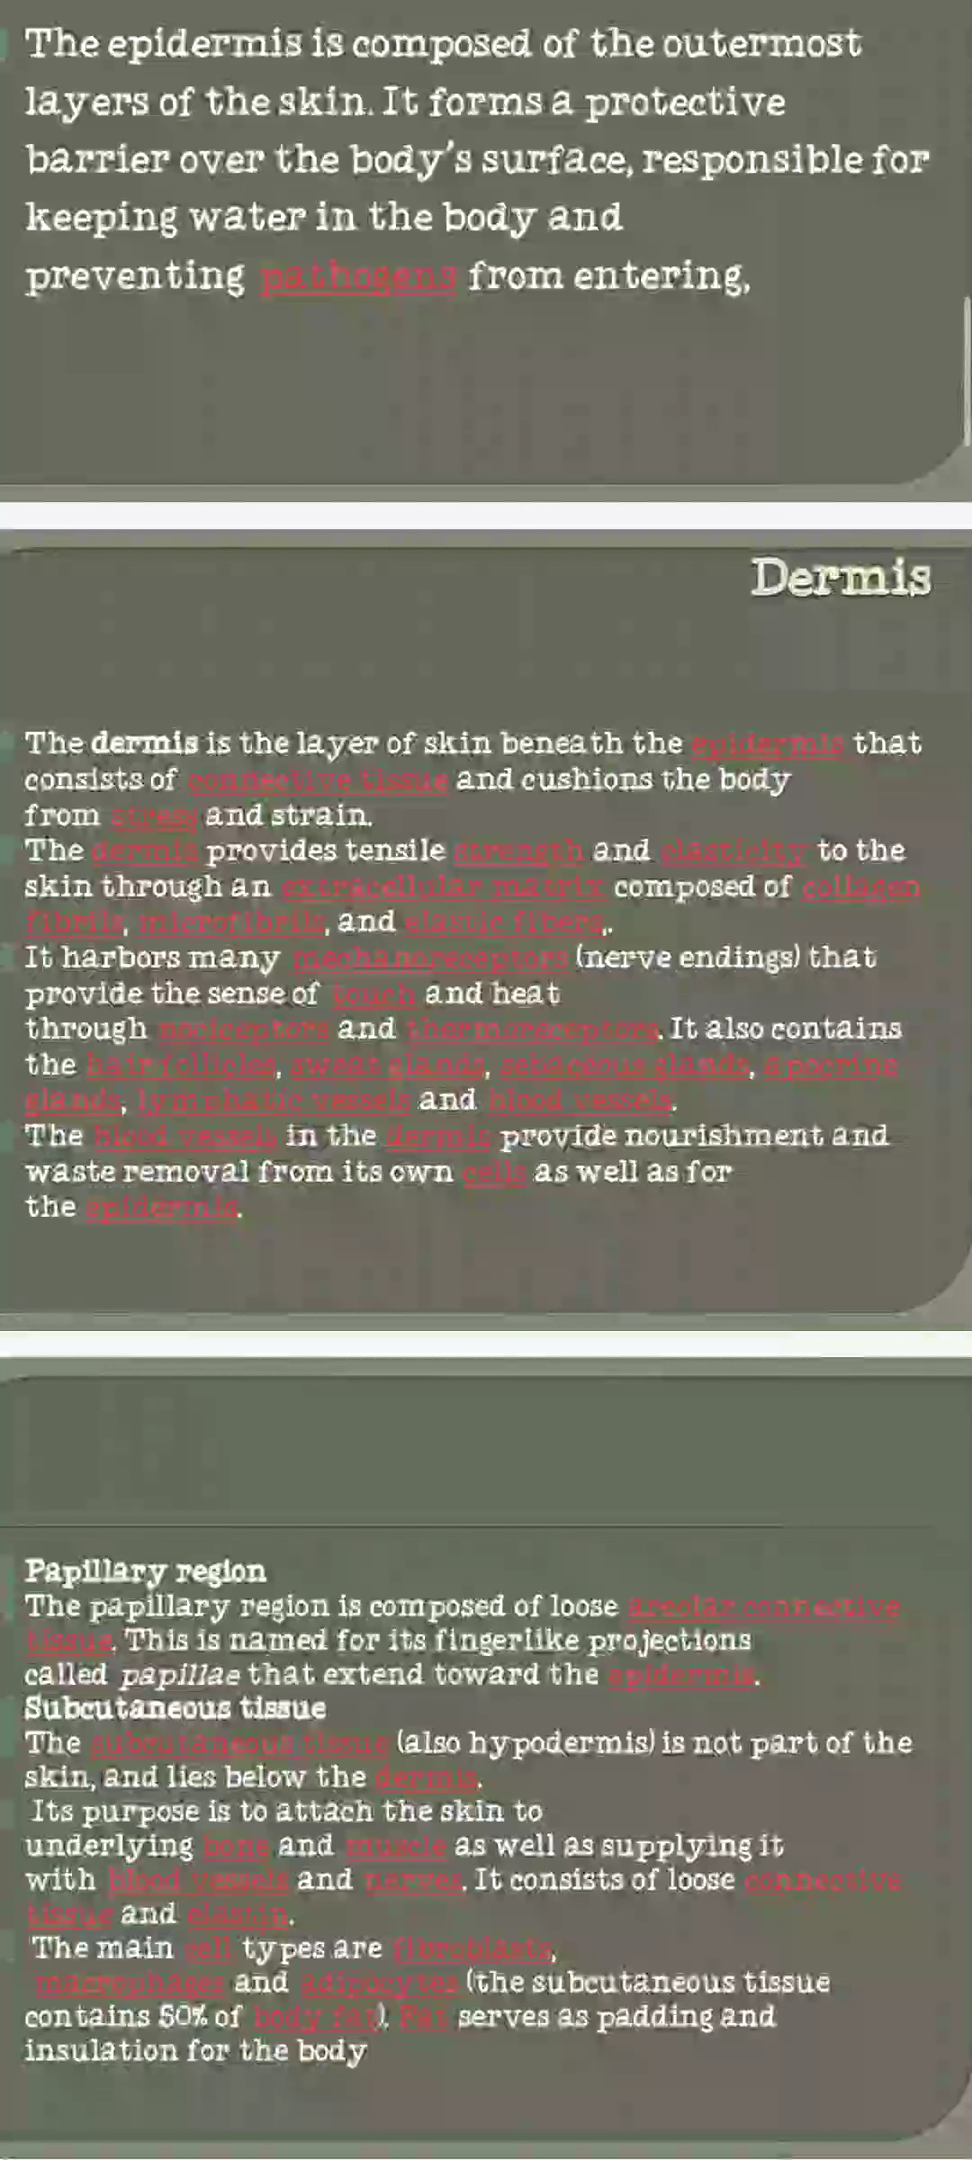 The epidermis is composed of the outermost
layers of the skin. It forms a protective
barrier over the body's surface, responsible for
keeping water in the body and
preventing pathogens from entering,
Dermis
The dermis is the layer of skin beneath the epidermis that
consists of connective tissue and cushions the body
from stress and strain.
The dermis provides tensile strength and elasticity to the
skin through an extracellular matrix composed of collagen
fibrils, microfibrils, and elastic fibers,.
It harbors many mechanoreceptors (nerve endings) that
provide the sense of touch and heat
through nociceptors and thermoreceptors. It also contains
the hair follicles, sweat glands, sebaceous glands, apocrine
glands, lymphatic vessels and blood vessels.
The blood vessels in the dermis provide nourishment and
waste removal from its own cells as well as for
the epidermis.
Papillary region
The papillary region is composed of loose areolar connective
tissue. This is named for its fingerlike projections
called papillae that extend toward the epidermis.
Subcutaneous tissue
The subcutaneous tissue (also hypodermis) is not part of the
skin, and lies below the dermis.
Its purpose is to attach the skin to
underlying bone and muscle as well as supplying it
with blood vessels and nerves. It consists of loose connective
tissue and elastin.
The main cell types are fibroblasts,
macrophages and adipocytes (the subcutaneous tissue
contains 50% of body fat). Fat serves as padding and
insulation for the body